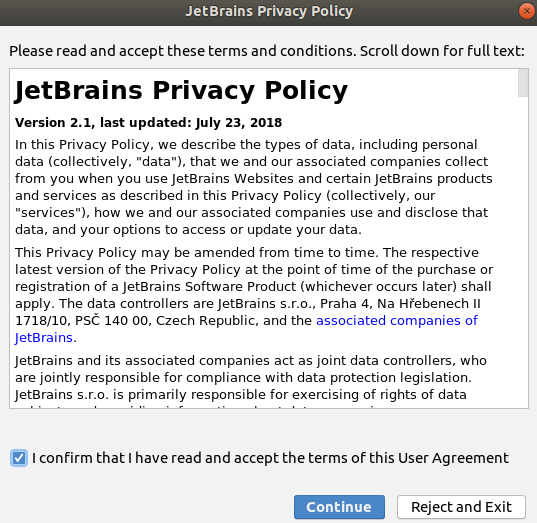 JetBrains Privacy Policy
Please read and accept these terms and conditions. Scroll down for full text:
JetBrains Privacy Policy
Version 2.1, last updated: July 23, 2018
In this Privacy Policy, we describe the types of data, including personal
data (collectively, "data"), that we and our associated companies collect
from you when you use JetBrains Websites and certain JetBrains products
and services as described in this Privacy Policy (collectively, our
"services"), how we and our associated companies use and disclose that
data, and your options to access or update your data.
This Privacy Policy may be amended from time to time. The respective
latest version of the Privacy Policy at the point of time of the purchase or
registration of a JetBrains Software Product (whichever occurs later) shall
apply. The data controllers are JetBrains s.r.o., Praha 4, Na Hřebenech II
1718/10, PSČ 140 00, Czech Republic, and the associated companies of
JetBrains.
JetBrains and its associated companies act as joint data controllers, who
are jointly responsible for compliance with data protection legislation.
JetBrains s.r.o. is primarily responsible for exercising of rights of data
I confirm that I have read and accept the terms of this User Agreement
Continue
Reject and Exit